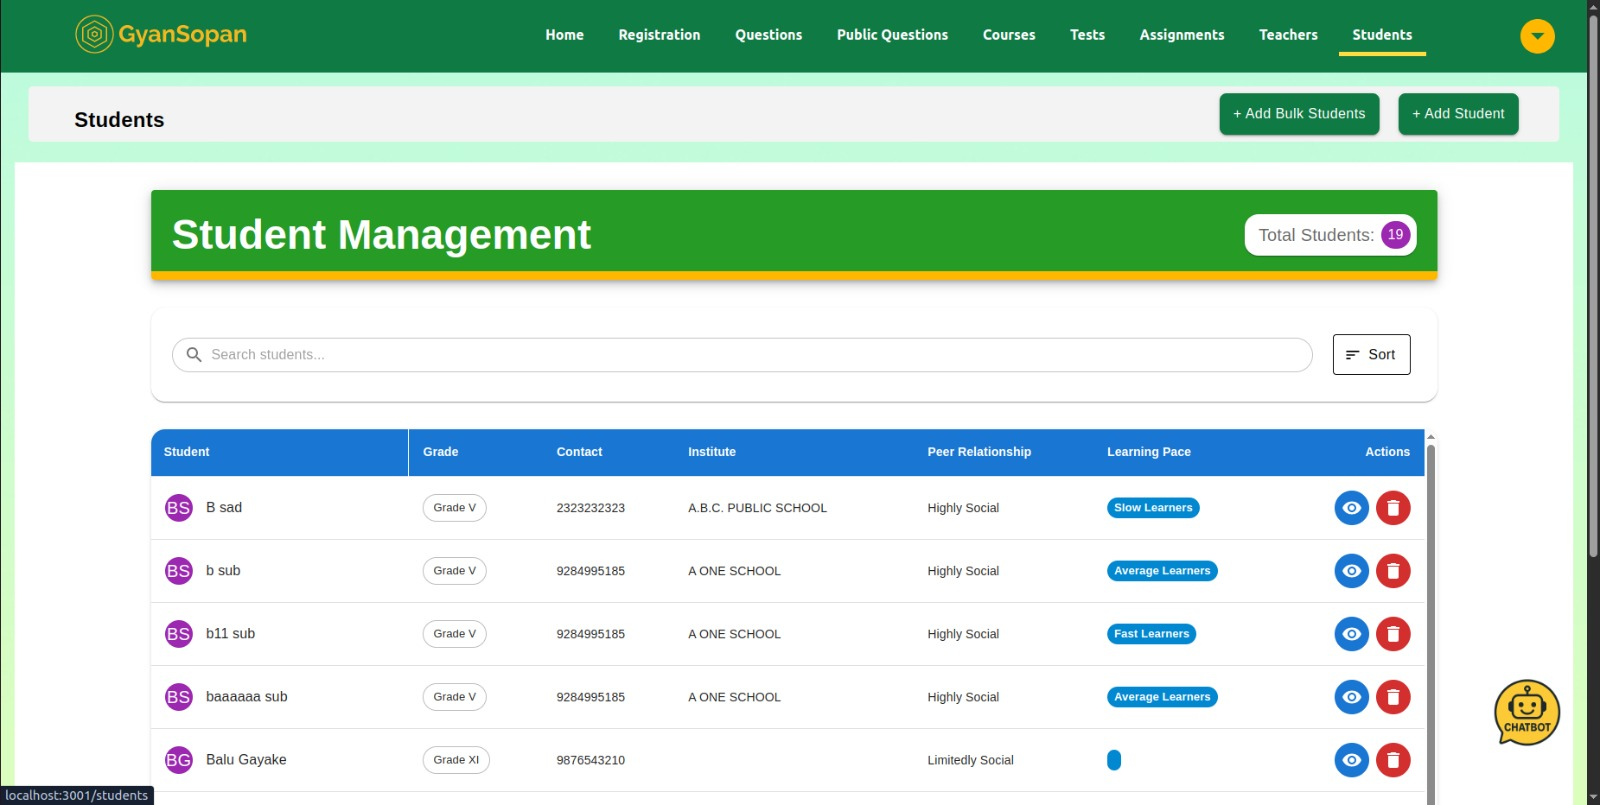 GyanSopan
Home Registration Questions Public Questions Courses Tests Assignments Teachers Students
Students
+ Add Bulk Students
+ Add Student
Student Management
Total Students: 19
Search students...
Sort
Student Grade Contact Institute Peer Relationship Learning Pace Actions
BS B sad Grade V 2323232323 A.B.C. PUBLIC SCHOOL Highly Social Slow Learners
BS b sub Grade V 9284995185 A ONE SCHOOL Highly Social Average Learners
BS b11 sub Grade V 9284995185 A ONE SCHOOL Highly Social Fast Learners
BS baaaaaa sub Grade V 9284995185 A ONE SCHOOL Highly Social Average Learners
BG Balu Gayake Grade XI 9876543210 Limitedly Social
CHATBOT
localhost:3001/students